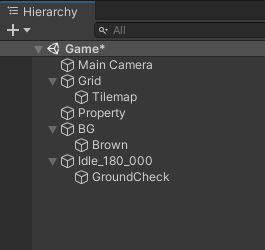 Hierarchy
All
Game*
Main Camera
Grid
Tilemap
Property
BG
Brown
Idle_180_000
GroundCheck